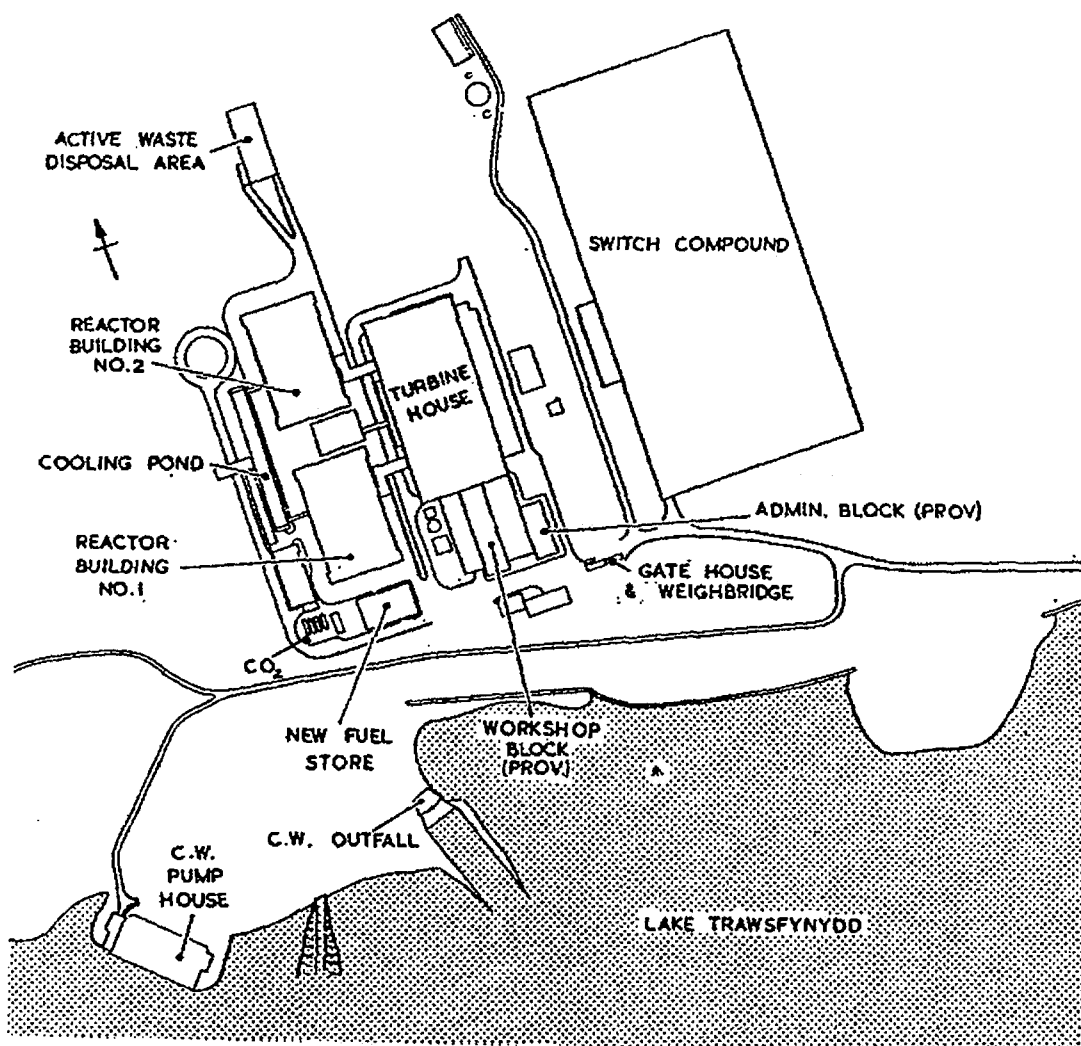 ACTIVE WASTE
DISPOSAL AREA
SWITCH COMPOUND
REACTOR
BUILDING
NO.2
TURBINE
HOUSE
COOLING POND
ADMIN. BLOCK (PROV)
REACTOR
BUILDING
NO.1
GATE HOUSE
& WEIGHBRIDGE
CO2
NEW FUEL
STORE
WORKSHOP
BLOCK
(PROV.)
C.W. OUTFALL
C.W.
PUMP
HOUSE
LAKE TRAWSFYNYDD